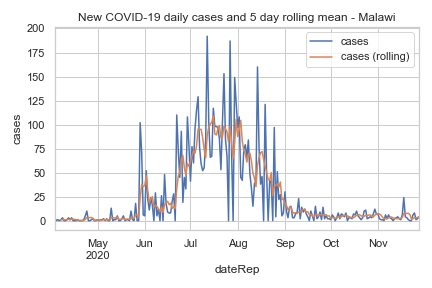 New COVID-19 daily cases and 5 day rolling mean - Malawi
cases
cases (rolling)
200
175
150
125
100
75
50
25
0
cases
May
2020
Jun
Jul
Aug
Sep
Oct
Nov
dateRep